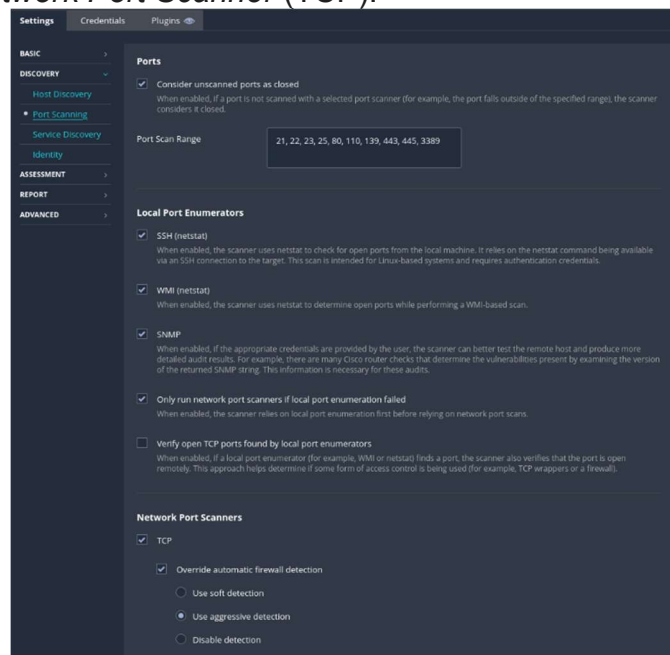 twork Port Scanner (TCP).
Settings Credentials Plugins
BASIC
DISCOVERY
Host Discovery
Port Scanning
Service Discovery
Identity
ASSESSMENT
REPORT
ADVANCED
Ports
Consider unscanned ports as closed
When enabled, if a port is not scanned with a selected port scanner (for example, the port falls outside of the specified range), the scanner
considers it closed.
Port Scan Range
21, 22, 23, 25, 80, 110, 139, 443, 445, 3389
Local Port Enumerators
SSH (netstat)
When enabled, the scanner uses netstat to check for open ports from the local machine. It relies on the netstat command being available
via an SSH connection to the target. This scan is intended for Linux-based systems and requires authentication credentials.
WMI (netstat)
When enabled, the scanner uses netstat to determine open ports while performing a WMI-based scan.
SNMP
When enabled, if the appropriate credentials are provided by the user, the scanner can better test the remote host and produce more
detailed audit results. For example, there are many Cisco router checks that determine the vulnerabilities present by examining the version
of the returned SNMP string. This information is necessary for these audits.
Only run network port scanners if local port enumeration failed
When enabled, the scanner relies on local port enumeration first before relying on network port scans.
Verify open TCP ports found by local port enumerators
When enabled, if a local port enumerator (for example, WMI or netstat) finds a port, the scanner also verifies that the port is open
remotely. This approach helps determine if some form of access control is being used (for example, TCP wrappers or a firewall).
Network Port Scanners
TCP
Override automatic firewall detection
Use soft detection
Use aggressive detection
Disable detection